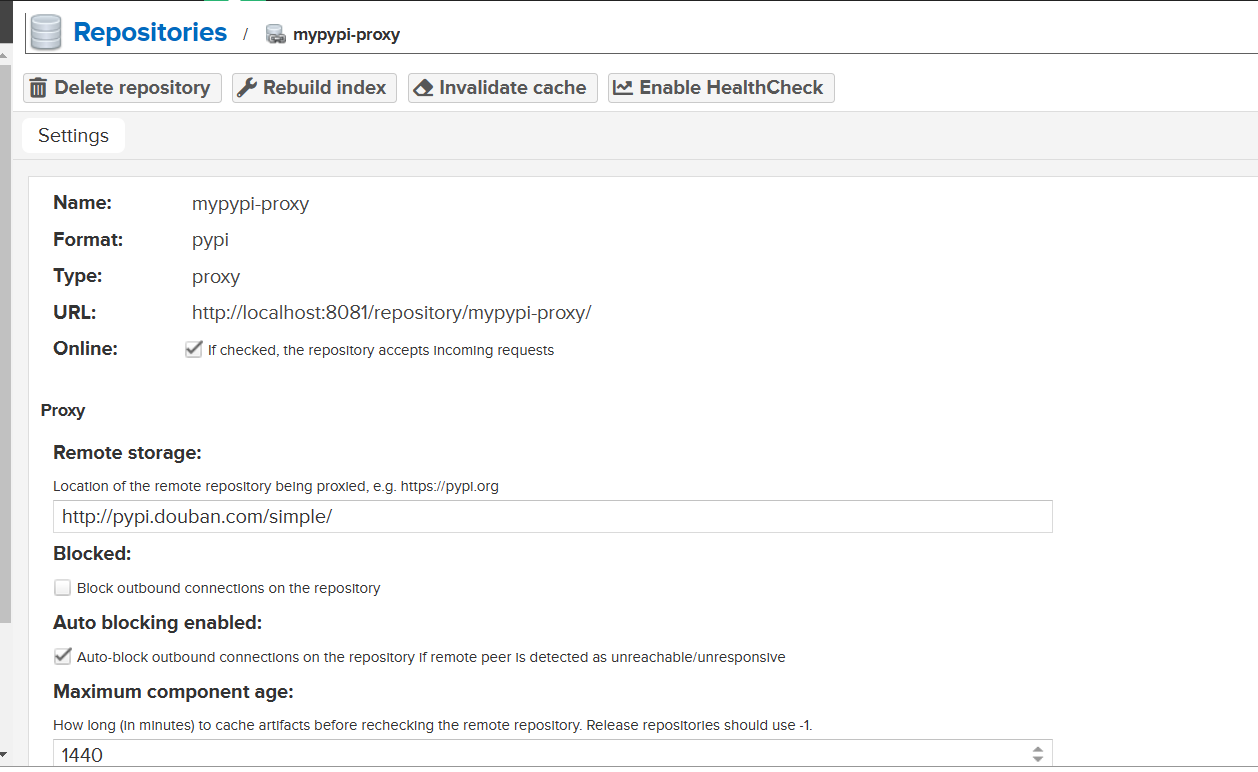 Repositories / mypypi-proxy
Delete repository Rebuild index Invalidate cache Enable HealthCheck
Settings
Name: mypypi-proxy
Format: pypi
Type: proxy
URL: http://localhost:8081/repository/mypypi-proxy/
Online: If checked, the repository accepts incoming requests
Proxy
Remote storage:
Location of the remote repository being proxied, e.g. https://pypi.org
http://pypi.douban.com/simple/
Blocked:
Block outbound connections on the repository
Auto blocking enabled:
Auto-block outbound connections on the repository if remote peer is detected as unreachable/unresponsive
Maximum component age:
How long (in minutes) to cache artifacts before rechecking the remote repository. Release repositories should use -1.
1440